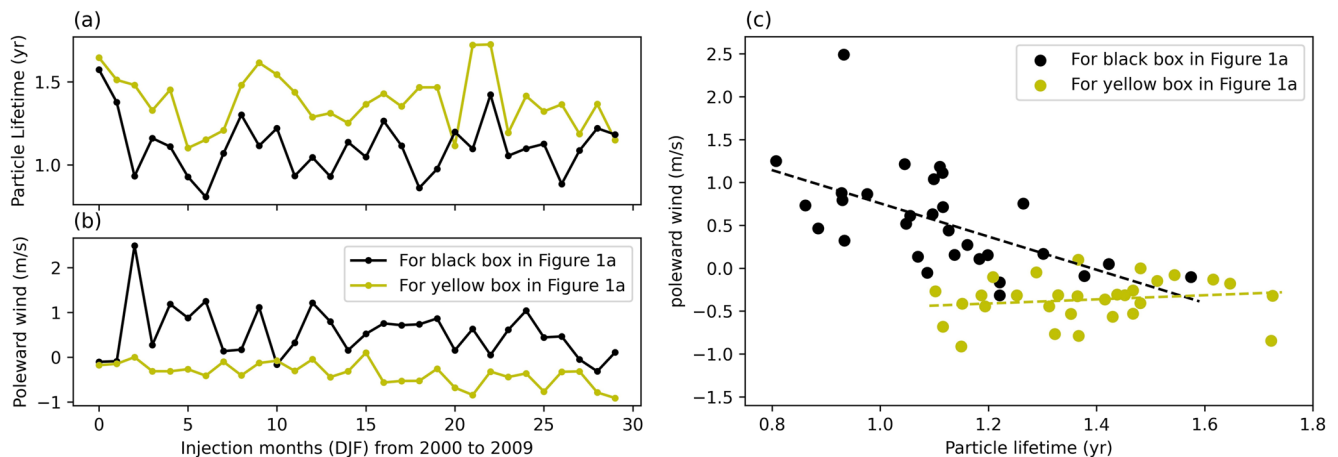 (a)
Particle Lifetime (yr)
1.5
1.0
(b)
Poleward wind (m/s)
2
1
0
−1
For black box in Figure 1a
For yellow box in Figure 1a
0 5 10 15 20 25 30
Injection months (DJF) from 2000 to 2009
(c)
poleward wind (m/s)
2.5
2.0
1.5
1.0
0.5
0.0
−0.5
−1.0
−1.5
For black box in Figure 1a
For yellow box in Figure 1a
0.8 1.0 1.2 1.4 1.6 1.8
Particle lifetime (yr)